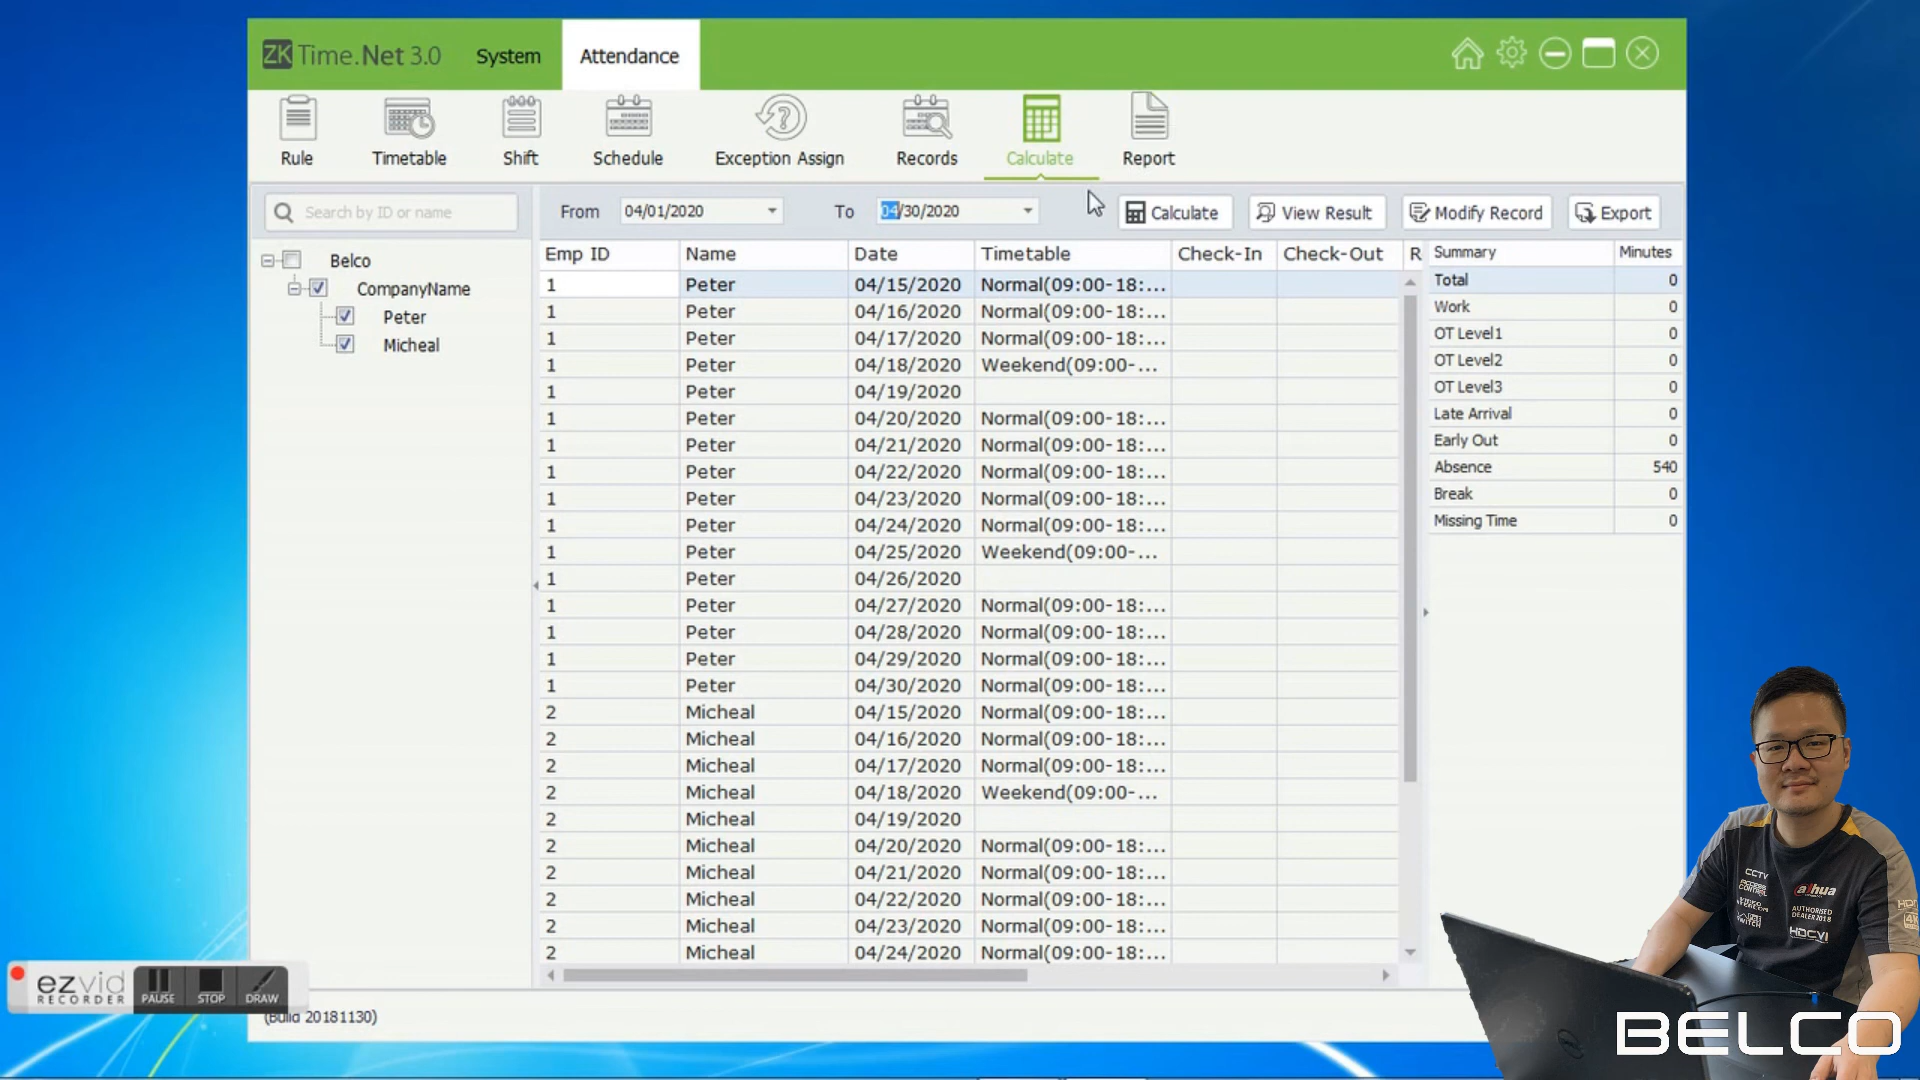 ZK Time.Net 3.0 System Attendance
Rule Timetable Shift Schedule Exception Assign Records Calculate Report
Search by ID or name From 04/01/2020 To 04/30/2020 Calculate View Result Modify Record Export
Emp ID Name Date Timetable Check-In Check-Out R Summary Minutes
Belco
CompanyName
Peter
Micheal
1 Peter 04/15/2020 Normal(09:00-18:...
1 Peter 04/16/2020 Normal(09:00-18:...
1 Peter 04/17/2020 Normal(09:00-18:...
1 Peter 04/18/2020 Weekend(09:00-...
1 Peter 04/19/2020
1 Peter 04/20/2020 Normal(09:00-18:...
1 Peter 04/21/2020 Normal(09:00-18:...
1 Peter 04/22/2020 Normal(09:00-18:...
1 Peter 04/23/2020 Normal(09:00-18:...
1 Peter 04/24/2020 Normal(09:00-18:...
1 Peter 04/25/2020 Weekend(09:00-...
1 Peter 04/26/2020
1 Peter 04/27/2020 Normal(09:00-18:...
1 Peter 04/28/2020 Normal(09:00-18:...
1 Peter 04/29/2020 Normal(09:00-18:...
1 Peter 04/30/2020 Normal(09:00-18:...
2 Micheal 04/15/2020 Normal(09:00-18:...
2 Micheal 04/16/2020 Normal(09:00-18:...
2 Micheal 04/17/2020 Normal(09:00-18:...
2 Micheal 04/18/2020 Weekend(09:00-...
2 Micheal 04/19/2020
2 Micheal 04/20/2020 Normal(09:00-18:...
2 Micheal 04/21/2020 Normal(09:00-18:...
2 Micheal 04/22/2020 Normal(09:00-18:...
2 Micheal 04/23/2020 Normal(09:00-18:...
2 Micheal 04/24/2020 Normal(09:00-18:...
Total 0
Work 0
OT Level1 0
OT Level2 0
OT Level3 0
Late Arrival 0
Early Out 0
Absence 540
Break 0
Missing Time 0
ezvid
RECORDER PAUSE STOP DRAW
(Build 20181130)
CCTV
ACCESS
CONTROL
alhua
AUTHORISED
DEALER 2018
HDCVI
BELCO